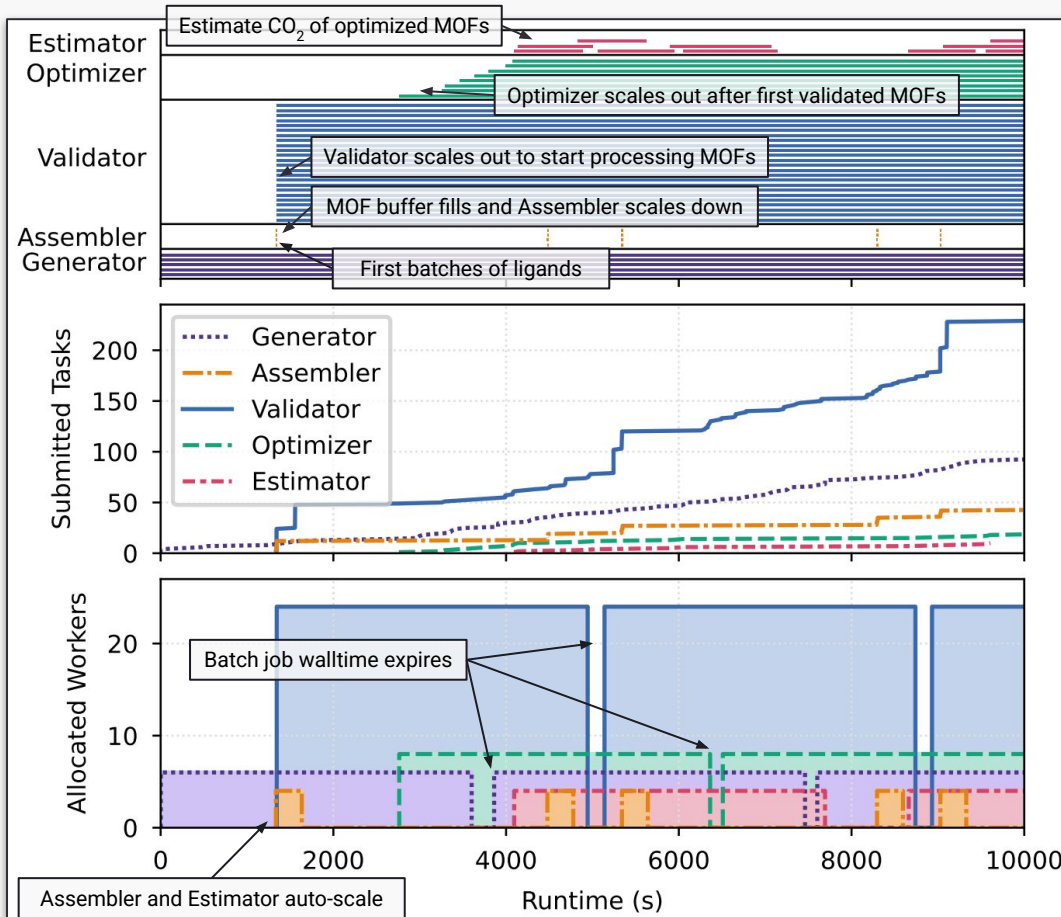 Estimate CO2 of optimized MOFs
Estimator
Optimizer
Optimizer scales out after first validated MOFs
Validator
Validator scales out to start processing MOFs
MOF buffer fills and Assembler scales down
Assembler
Generator
First batches of ligands
Submitted Tasks
200
150
100
50
0
Generator
Assembler
Validator
Optimizer
Estimator
Allocated Workers
20
10
0
Batch job walltime expires
0 2000 4000 6000 8000 10000
Runtime (s)
Assembler and Estimator auto-scale